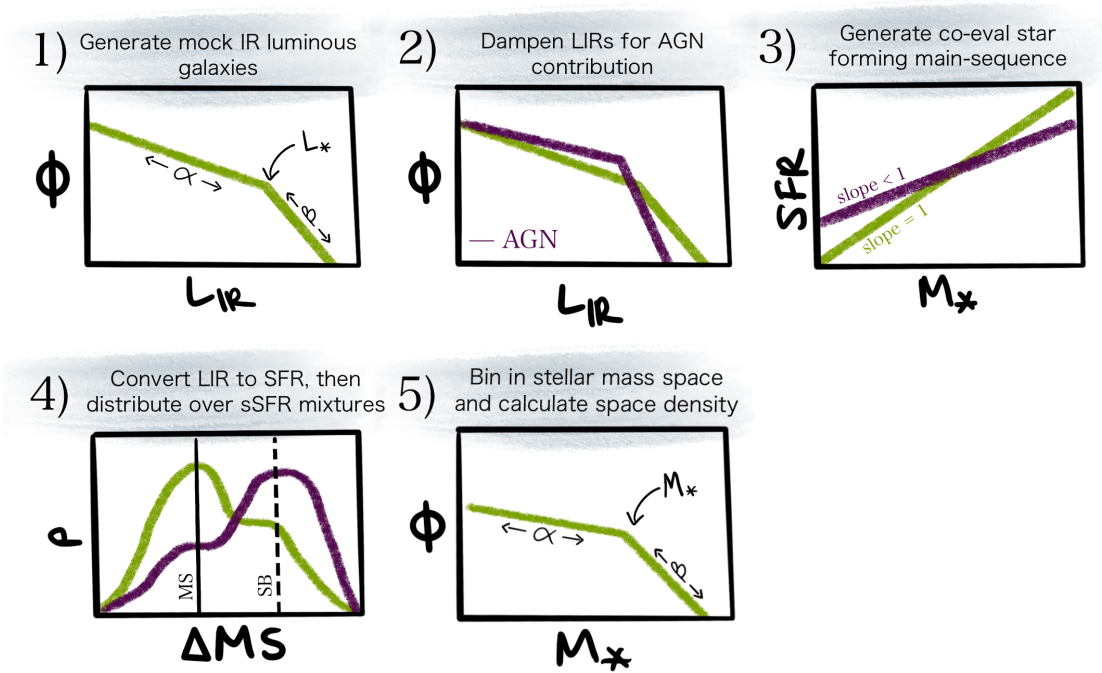 1) Generate mock IR luminous
galaxies
Φ
← α →
L*
← β →
LIR
2) Dampen LIRs for AGN
contribution
Φ
— AGN
LIR
3) Generate co-eval star
forming main-sequence
SFR
slope < 1
slope = 1
M*
4) Convert LIR to SFR, then
distribute over sSFR mixtures
P
MS
SB
ΔMS
5) Bin in stellar mass space
and calculate space density
Φ
← α →
M*
← β →
M*